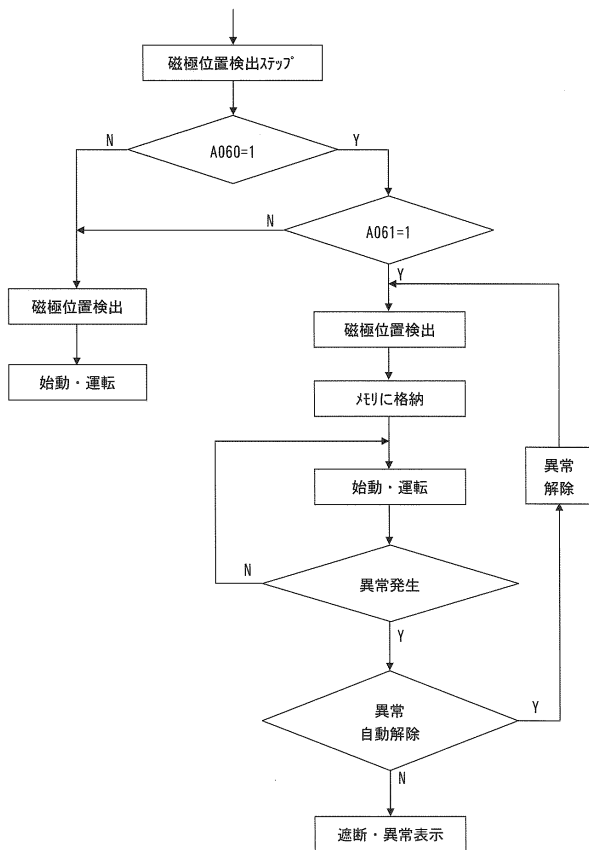 磁極位置検出ｽﾃｯﾌﾟ
N
A060=1
Y
N
A061=1
Y
磁極位置検出
磁極位置検出
始動・運転
ﾒﾓﾘに格納
異常
解除
始動・運転
N
異常発生
Y
異常
自動解除
Y
N
遮断・異常表示